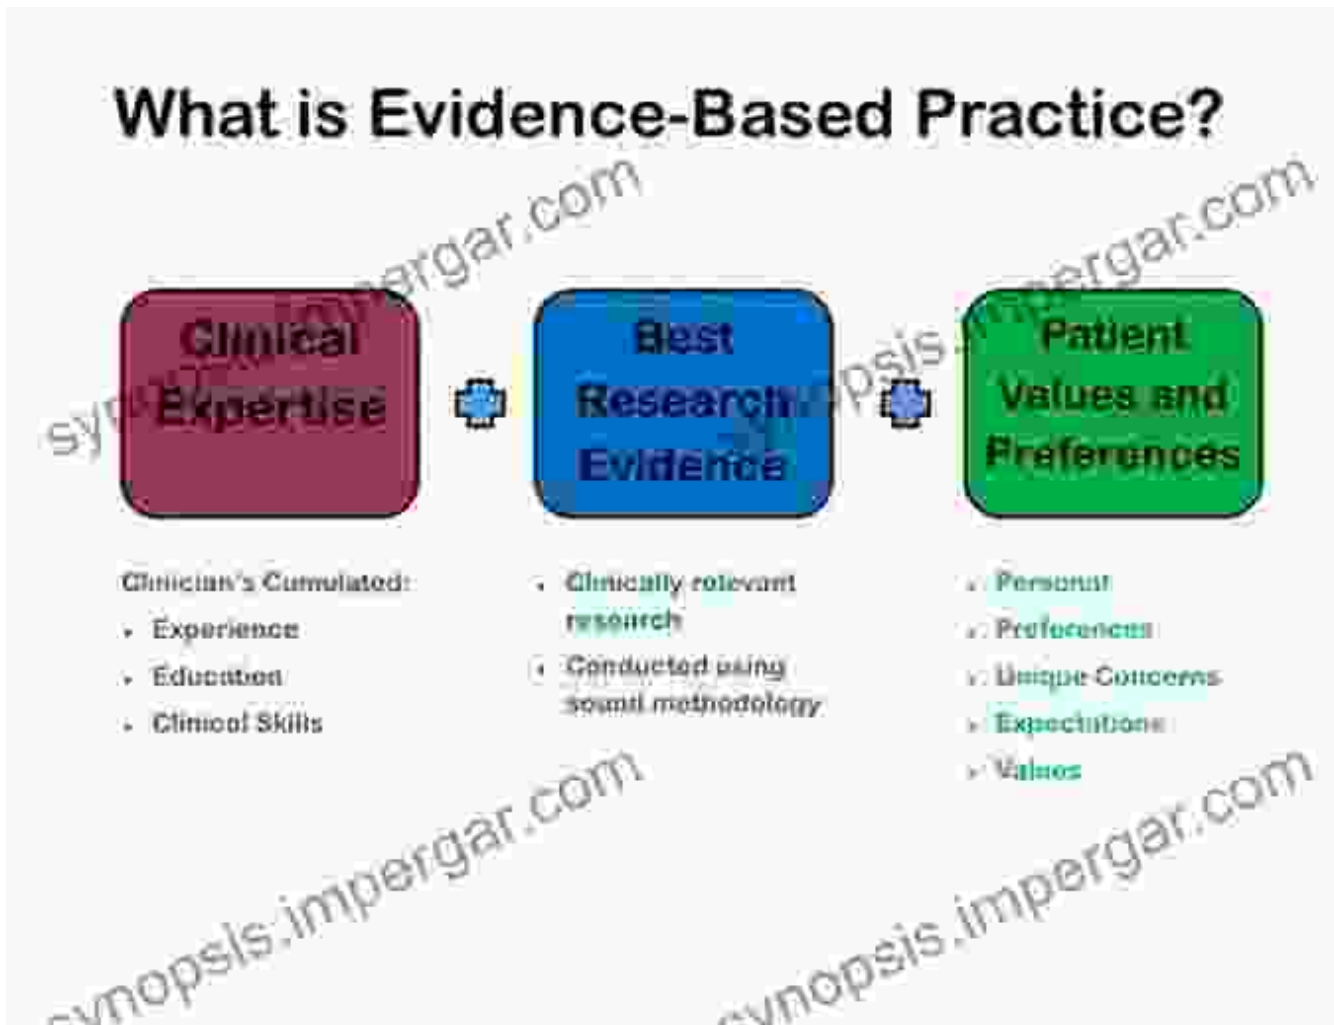 What is Evidence-Based Practice?
Clinical
Expertise
Best
Research
Evidence
Patient
Values and
Preferences
Clinician's Cumulated:
• Experience
• Education
• Clinical Skills
• Clinically relevant
research
• Conducted using
sound methodology
• Personal
• Preferences
• Unique Concerns
• Expectations
• Values
synopsis.impergar.com
synopsis.impergar.com
synopsis.impergar.com
synopsis.impergar.com